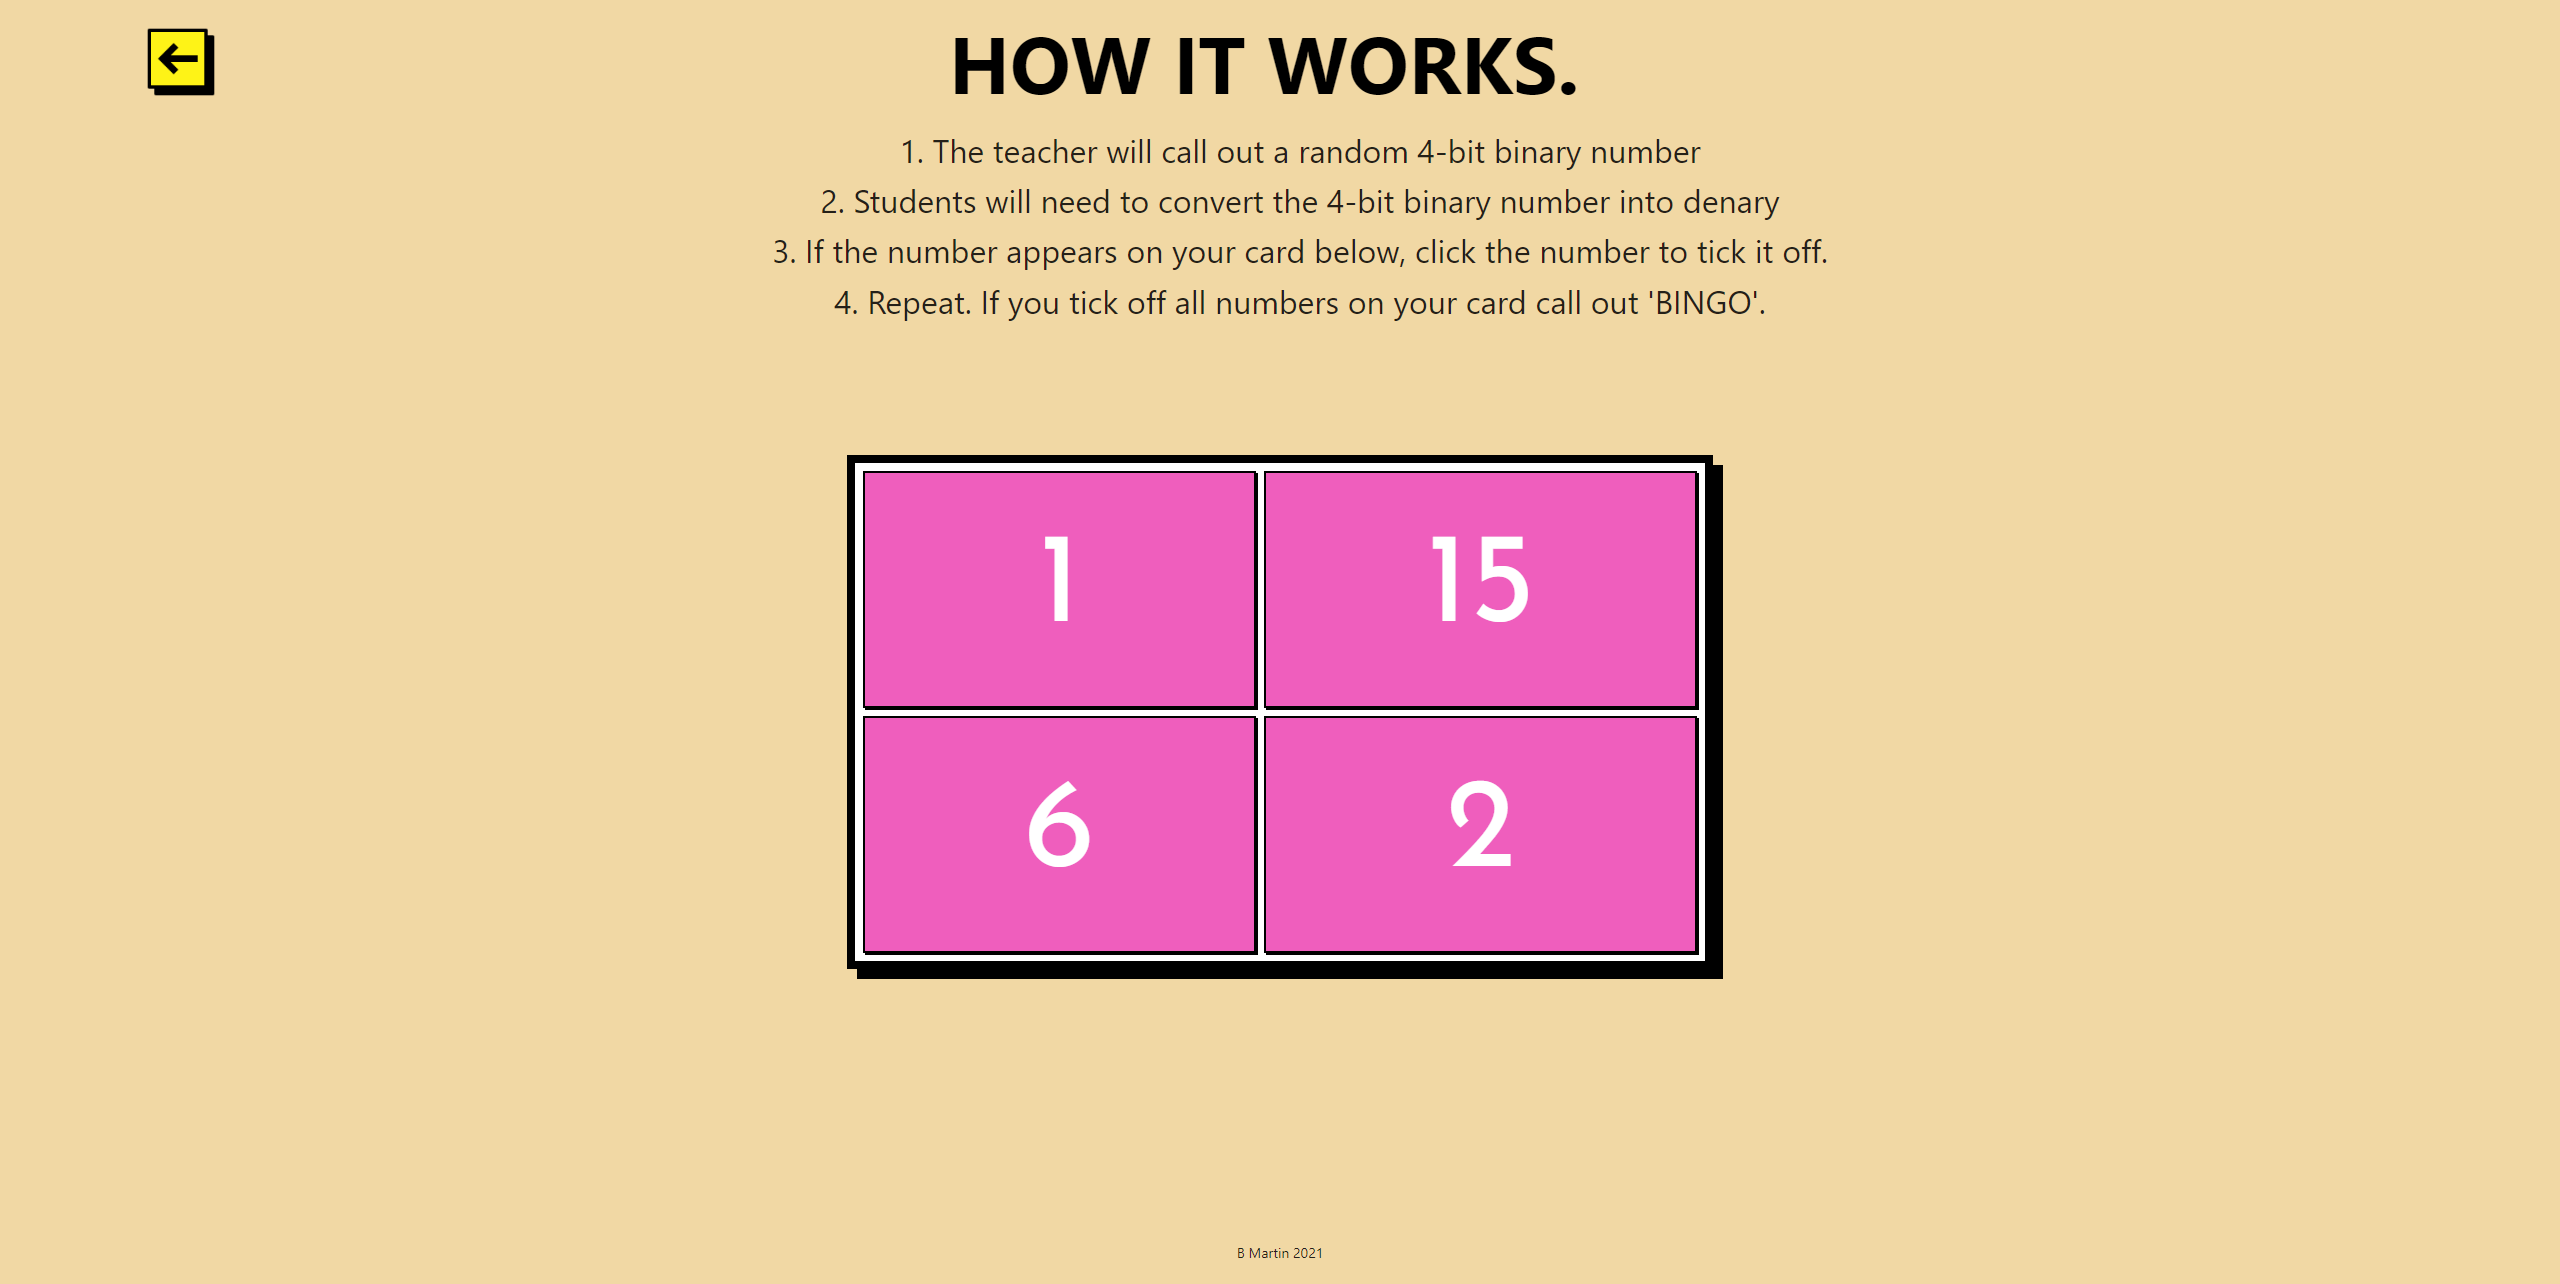 HOW IT WORKS.
1. The teacher will call out a random 4-bit binary number
2. Students will need to convert the 4-bit binary number into denary
3. If the number appears on your card below, click the number to tick it off.
4. Repeat. If you tick off all numbers on your card call out 'BINGO'.
1 15
6 2
B Martin 2021